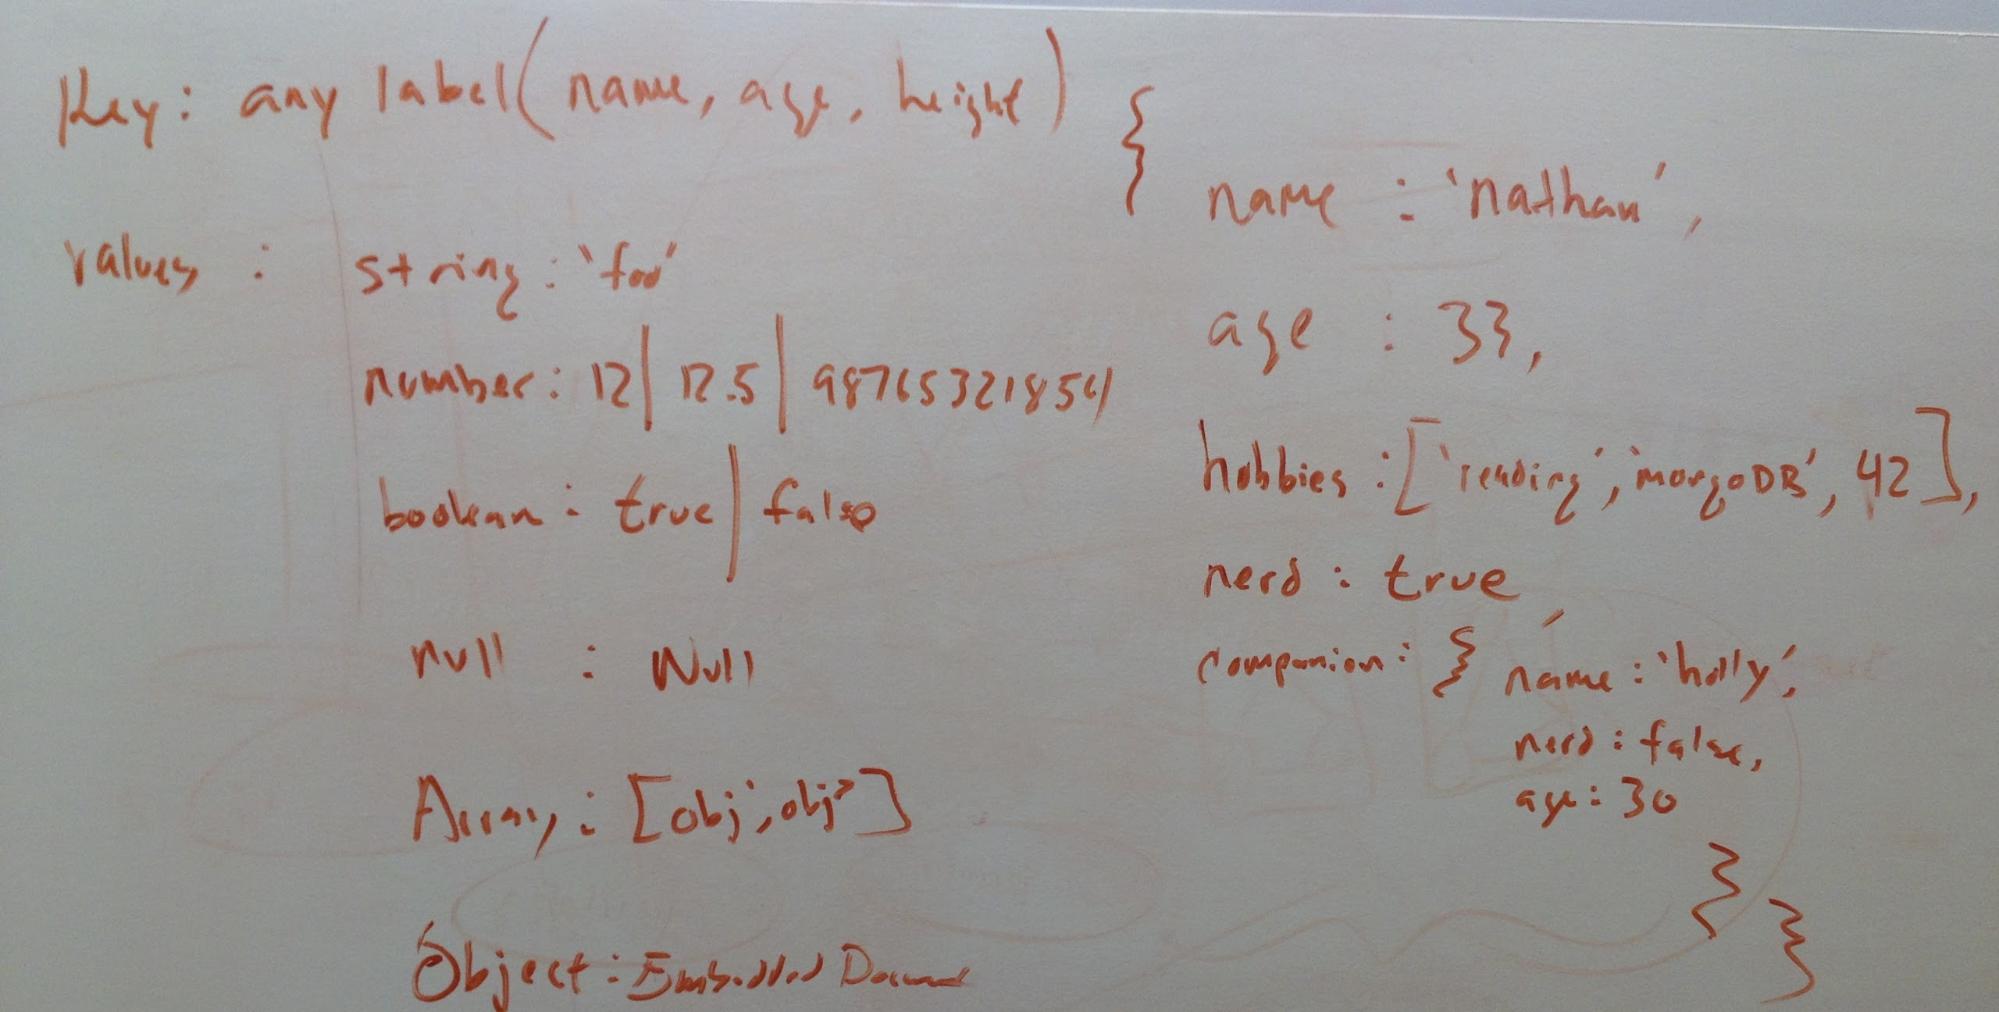 Key: any label (name, age, height)
values : string: 'foo'
number: 12 | 12.5 | 98765321854
boolean: true | false
null : Null
Array: [obj, obj]
Object: Embedded
{
name : 'nathan',
age : 33,
hobbies : ['reading', 'mongoDB', 42],
nerd : true,
companion: { name: 'holly',
nerd: false,
age: 30
}
}